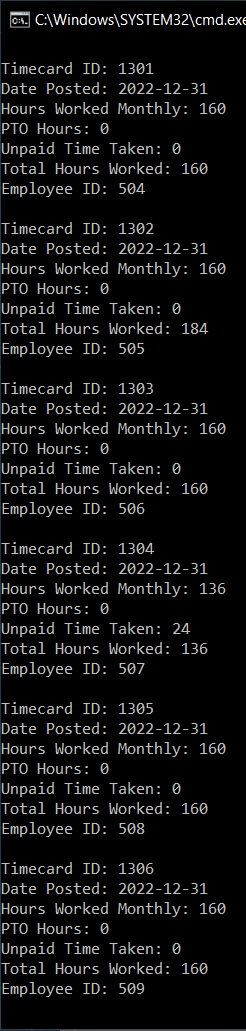 C:\Windows\SYSTEM32\cmd.exe
Timecard ID: 1301
Date Posted: 2022-12-31
Hours Worked Monthly: 160
PTO Hours: 0
Unpaid Time Taken: 0
Total Hours Worked: 160
Employee ID: 504
Timecard ID: 1302
Date Posted: 2022-12-31
Hours Worked Monthly: 160
PTO Hours: 0
Unpaid Time Taken: 0
Total Hours Worked: 184
Employee ID: 505
Timecard ID: 1303
Date Posted: 2022-12-31
Hours Worked Monthly: 160
PTO Hours: 0
Unpaid Time Taken: 0
Total Hours Worked: 160
Employee ID: 506
Timecard ID: 1304
Date Posted: 2022-12-31
Hours Worked Monthly: 136
PTO Hours: 0
Unpaid Time Taken: 24
Total Hours Worked: 136
Employee ID: 507
Timecard ID: 1305
Date Posted: 2022-12-31
Hours Worked Monthly: 160
PTO Hours: 0
Unpaid Time Taken: 0
Total Hours Worked: 160
Employee ID: 508
Timecard ID: 1306
Date Posted: 2022-12-31
Hours Worked Monthly: 160
PTO Hours: 0
Unpaid Time Taken: 0
Total Hours Worked: 160
Employee ID: 509